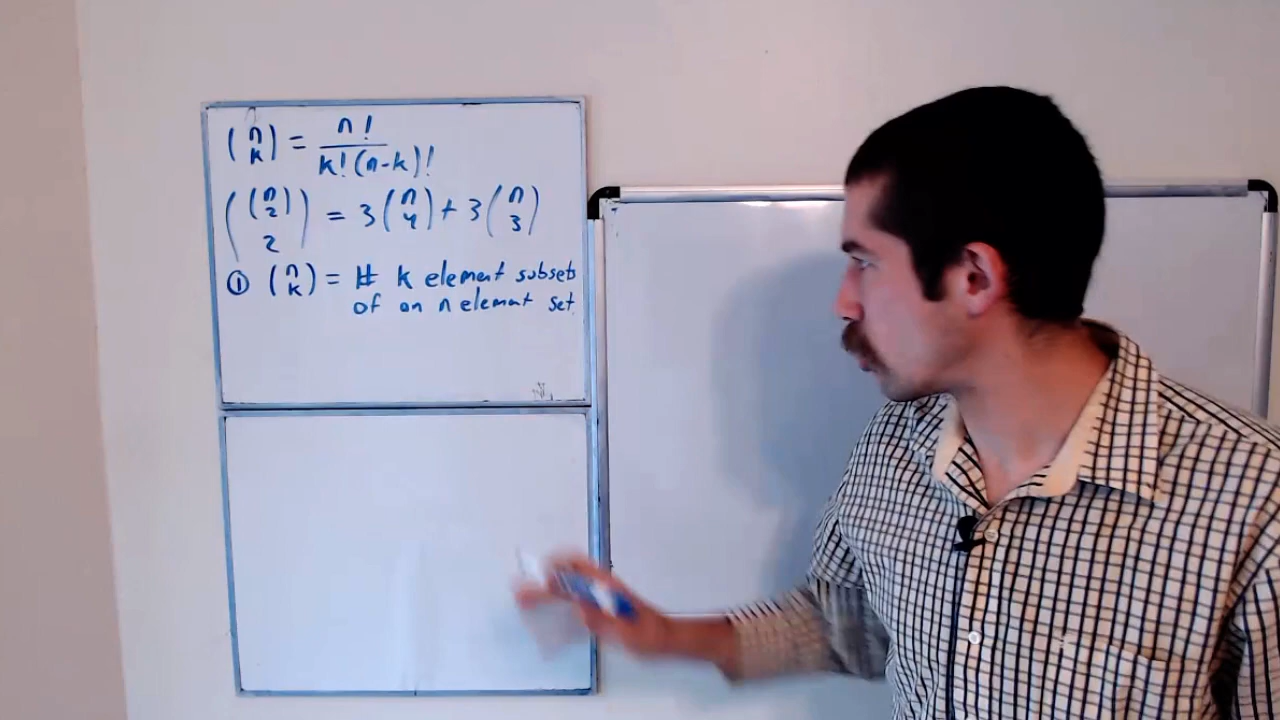 (n k) = n! / k!(n-k)!
((n 2) 2) = 3(n 4) + 3(n 3)
① (n k) = # k element subsets
of an n element set